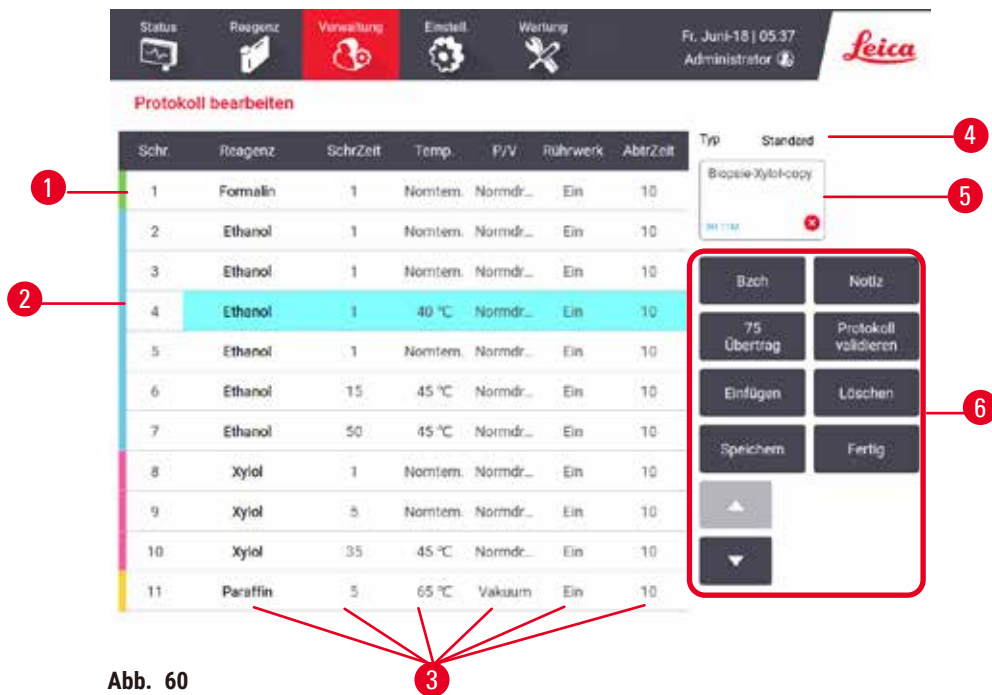 Status Reagenz Verwaltung Einstell. Wartung
Fr. Juni-18 | 05:37
Administrator
Leica
Protokoll bearbeiten
Schr. Reagenz SchrZeit Temp. P/V Rührwerk AbtrZeit
1 Formalin 1 Nomtem. Normdr... Ein 10
2 Ethanol 1 Nomtem. Normdr... Ein 10
3 Ethanol 1 Nomtem. Normdr... Ein 10
4 Ethanol 1 40 °C Normdr... Ein 10
5 Ethanol 1 Nomtem. Normdr... Ein 10
6 Ethanol 15 45 °C Normdr... Ein 10
7 Ethanol 50 45 °C Normdr... Ein 10
8 Xylol 1 Nomtem. Normdr... Ein 10
9 Xylol 5 Nomtem. Normdr... Ein 10
10 Xylol 35 45 °C Normdr... Ein 10
11 Paraffin 5 65 °C Vakuum Ein 10
Typ Standard
Biopsie-Xylol-copy
Bzch Notiz
75 Übertrag
Protokoll validieren
Einfügen Löschen
Speichern Fertig
1
2
3
4
5
6
Abb. 60